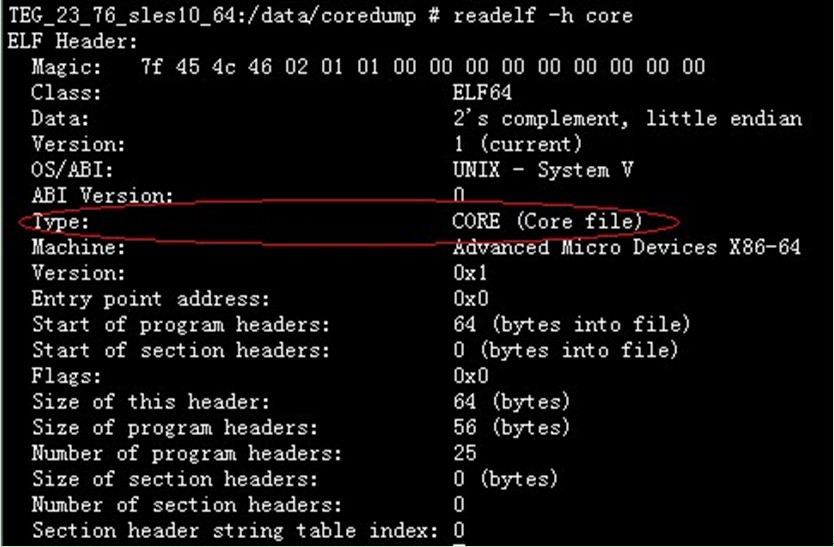 TEG_23_76_sles10_64:/data/coredump # readelf -h core
ELF Header:
Magic: 7f 45 4c 46 02 01 01 00 00 00 00 00 00 00 00 00
Class: ELF64
Data: 2's complement, little endian
Version: 1 (current)
OS/ABI: UNIX - System V
ABI Version: 0
Type: CORE (Core file)
Machine: Advanced Micro Devices X86-64
Version: 0x1
Entry point address: 0x0
Start of program headers: 64 (bytes into file)
Start of section headers: 0 (bytes into file)
Flags: 0x0
Size of this header: 64 (bytes)
Size of program headers: 56 (bytes)
Number of program headers: 25
Size of section headers: 0 (bytes)
Number of section headers: 0
Section header string table index: 0